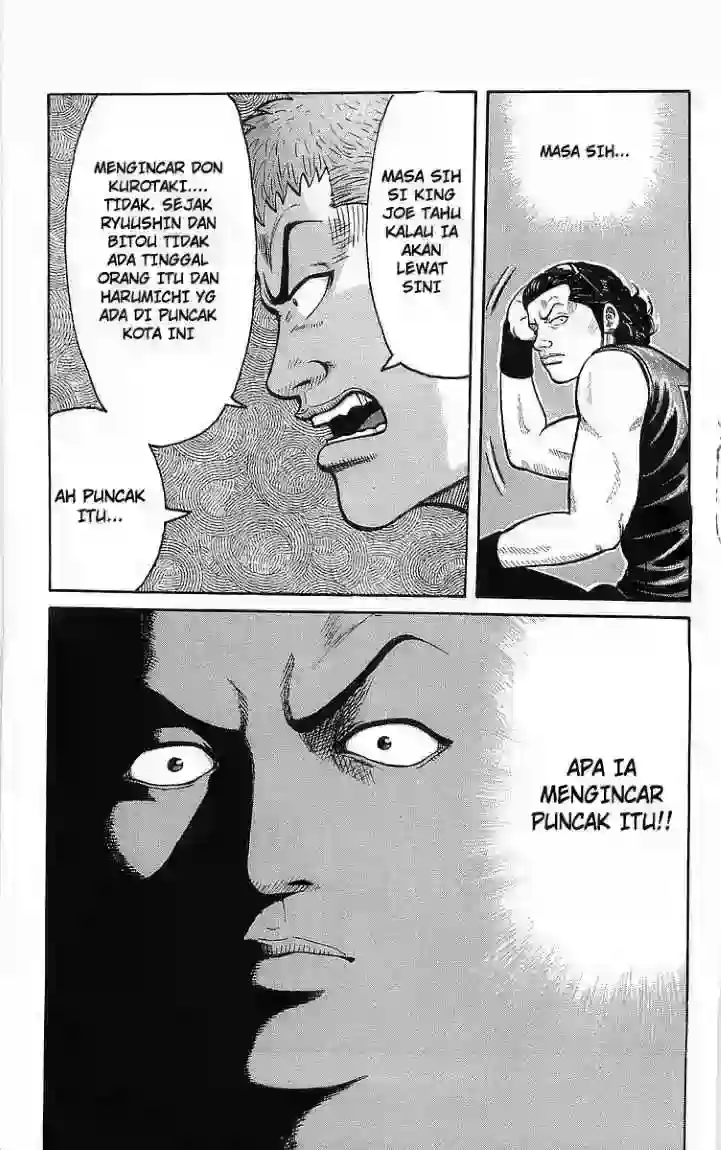 MASA SIH...
MASA SIH
SI KING
JOE TAHU
KALAU IA
AKAN
LEWAT
SINI
MENGINCAR DON
KUROTAKI....
TIDAK. SEJAK
RYUUSHIN DAN
BITOU TIDAK
ADA TINGGAL
ORANG ITU DAN
HARUMICHI YG
ADA DI PUNCAK
KOTA INI
AH PUNCAK
ITU...
APA IA
MENGINCAR
PUNCAK ITU!!